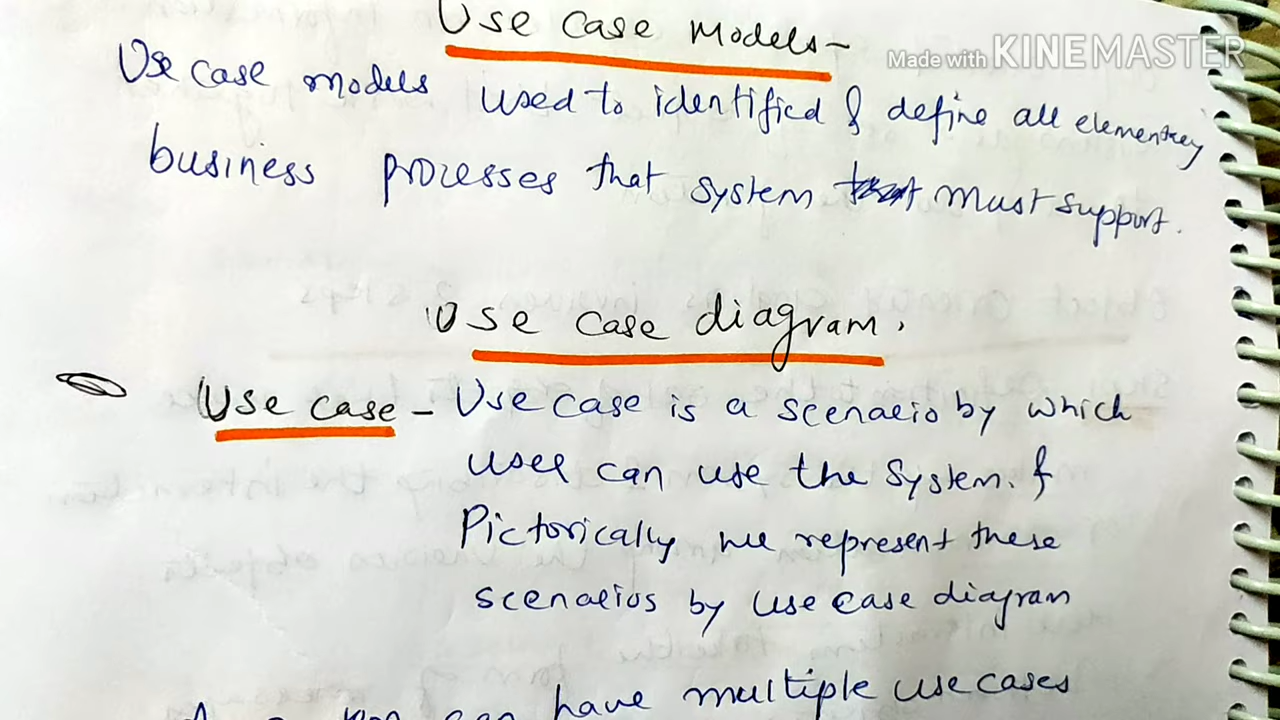 Use Case Models-
Made with KINEMASTER
Use case models used to identified & define all elementrey
business processes that system must support.
Use case diagram.
Use case - Use case is a scenario by which
user can use the system. &
Pictorically we represent these
scenarios by use case diagram
can have multiple use cases